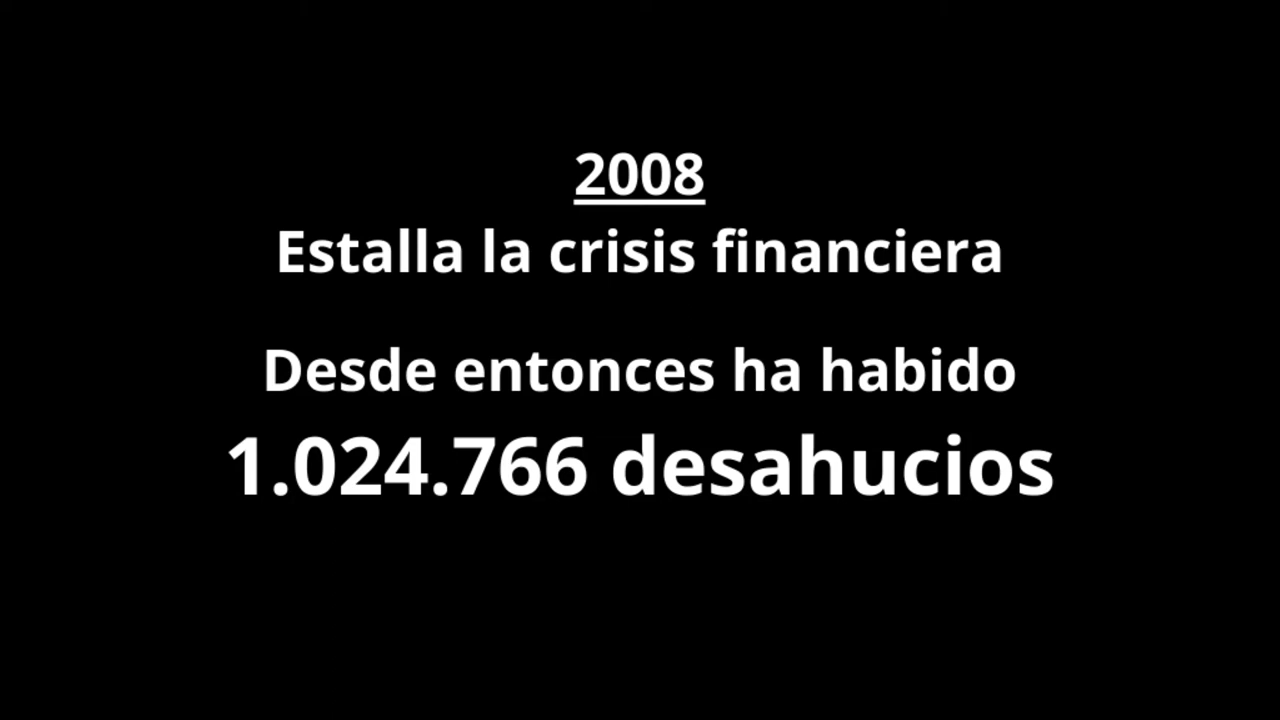 2008
Estalla la crisis financiera
Desde entonces ha habido
1.024.766 desahucios